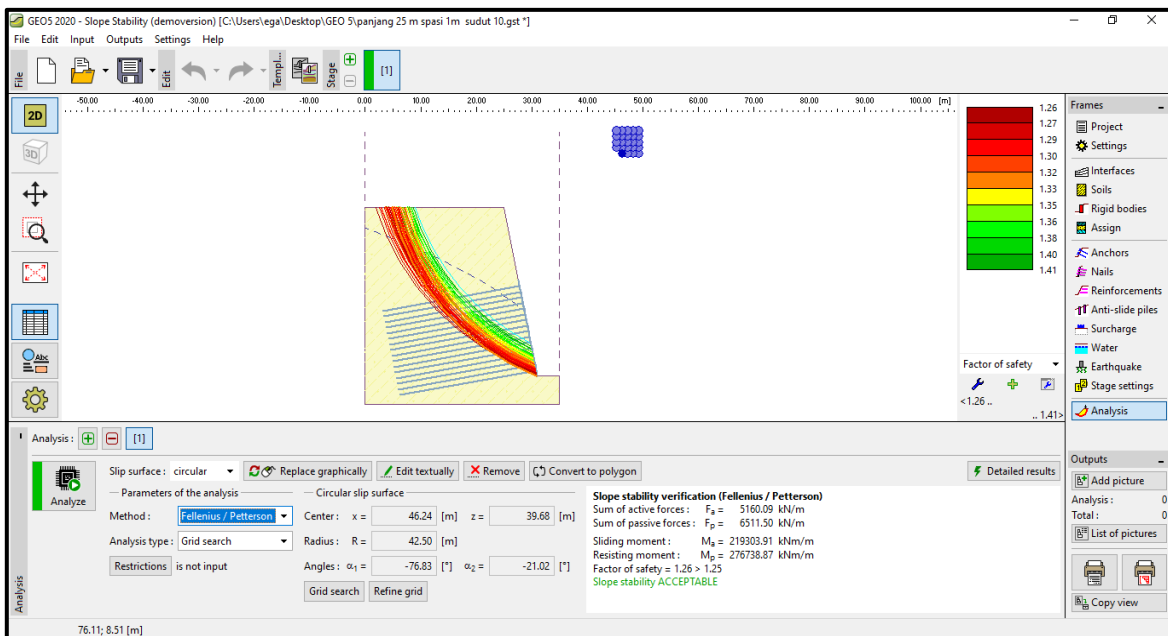 GEO5 2020 - Slope Stability (demoversion) [C:\Users\ega\Desktop\GEO 5\panjang 25 m spasi 1m  sudut 10.gst *]
File Edit Input Outputs Settings Help
File Edit Templ... Stage [1]
-50.00 -40.00 -30.00 -20.00 -10.00 0.00 10.00 20.00 30.00 40.00 50.00 60.00 70.00 80.00 90.00 100.00 [m]
2D
3D
Abc
1.26
1.27
1.29
1.30
1.32
1.33
1.35
1.36
1.38
1.40
1.41
Factor of safety
<1.26 ..
.. 1.41>
Frames
Project
Settings
Interfaces
Soils
Rigid bodies
Assign
Anchors
Nails
Reinforcements
Anti-slide piles
Surcharge
Water
Earthquake
Stage settings
Analysis
Analysis : [1]
Analyze
Slip surface : circular Replace graphically Edit textually Remove Convert to polygon Detailed results
Parameters of the analysis
Method : Fellenius / Petterson
Analysis type : Grid search
Restrictions is not input
Circular slip surface
Center : x = 46.24 [m] z = 39.68 [m]
Radius : R = 42.50 [m]
Angles : α1 = -76.83 [°] α2 = -21.02 [°]
Grid search Refine grid
Slope stability verification (Fellenius / Petterson)
Sum of active forces : Fa = 5160.09 kN/m
Sum of passive forces : Fp = 6511.50 kN/m
Sliding moment : Ma = 219303.91 kNm/m
Resisting moment : Mp = 276738.87 kNm/m
Factor of safety = 1.26 > 1.25
Slope stability ACCEPTABLE
Analysis
Outputs
Add picture
Analysis : 0
Total : 0
List of pictures
Copy view
76.11; 8.51 [m]